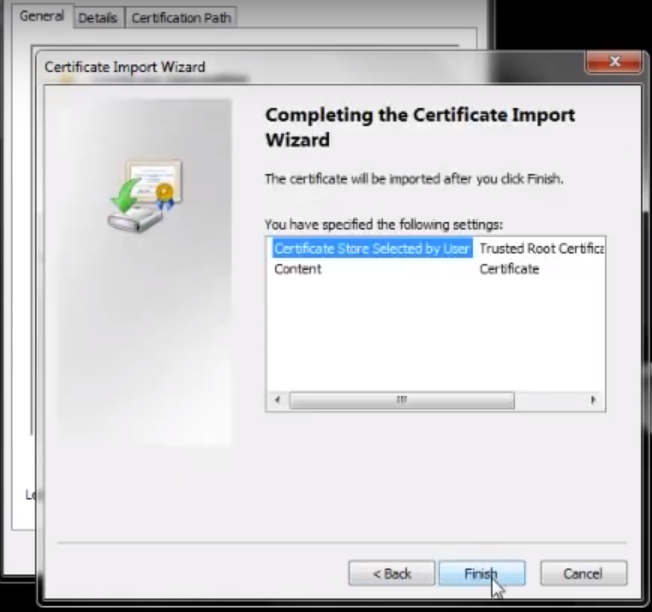 General Details Certification Path
Certificate Import Wizard
Completing the Certificate Import
Wizard
The certificate will be imported after you click Finish.
You have specified the following settings:
Certificate Store Selected by User Trusted Root Certifica
Content Certificate
< Back Finish Cancel